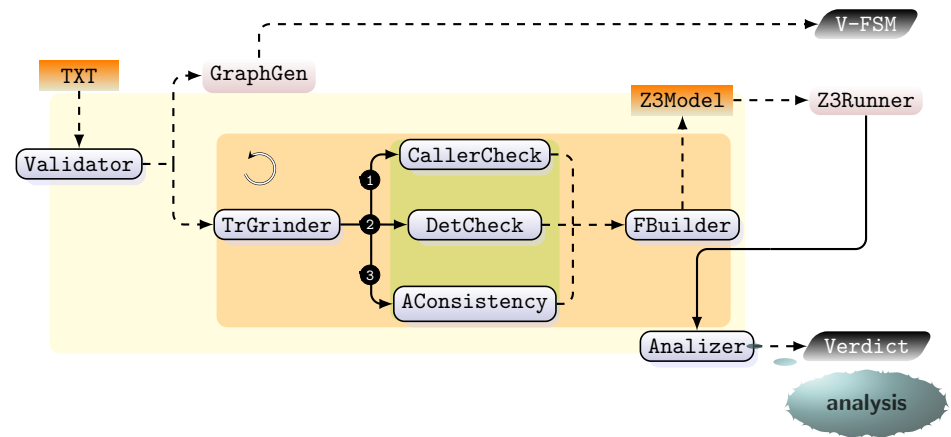 V-FSM
TXT
GraphGen
Z3Model
Z3Runner
Validator
CallerCheck
1
TrGrinder
2
DetCheck
FBuilder
3
AConsistency
Analizer
Verdict
analysis